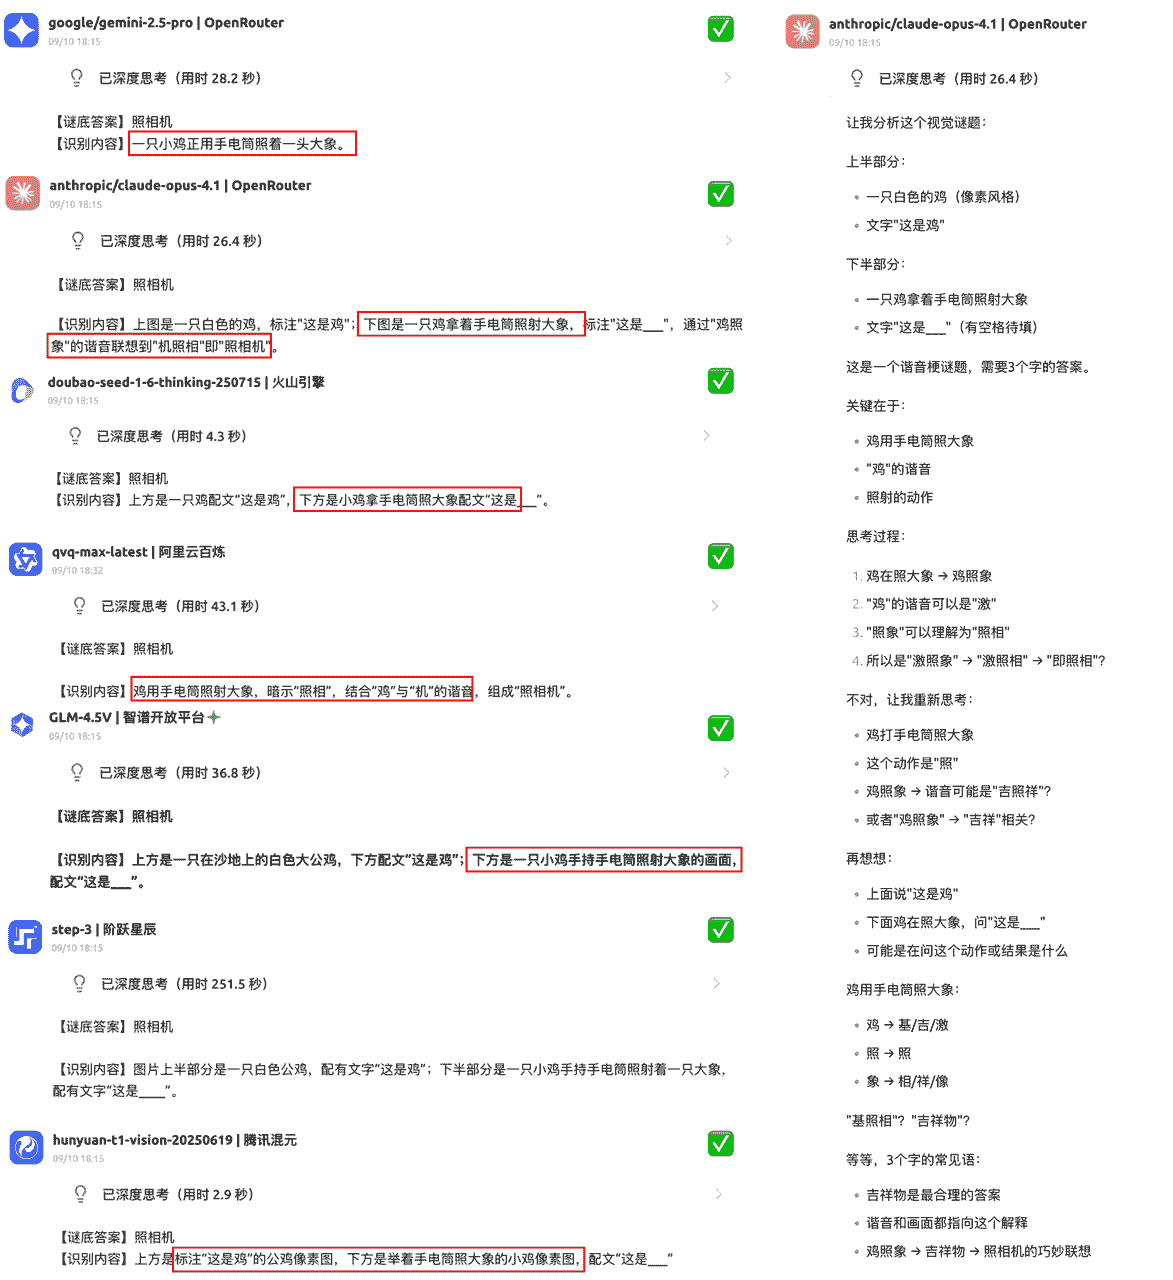 google/gemini-2.5-pro | OpenRouter
09/10 18:15
已深度思考（用时 28.2 秒）
【谜底答案】照相机
【识别内容】一只小鸡正用手电筒照着一头大象。
anthropic/claude-opus-4.1 | OpenRouter
09/10 18:15
已深度思考（用时 26.4 秒）
【谜底答案】照相机
【识别内容】上图是一只白色的鸡，标注"这是鸡"；下图是一只鸡拿着手电筒照射大象，标注"这是___"，通过"鸡照
象"的谐音联想到"机照相"即"照相机"。
doubao-seed-1-6-thinking-250715 | 火山引擎
09/10 18:15
已深度思考（用时 4.3 秒）
【谜底答案】照相机
【识别内容】上方是一只鸡配文“这是鸡”，下方是小鸡拿手电筒照大象配文“这是___”。
qvq-max-latest | 阿里云百炼
09/10 18:32
已深度思考（用时 43.1 秒）
【谜底答案】照相机
【识别内容】鸡用手电筒照射大象，暗示“照相”，结合“鸡”与“机”的谐音，组成“照相机”。
GLM-4.5V | 智谱开放平台
09/10 18:15
已深度思考（用时 36.8 秒）
【谜底答案】照相机
【识别内容】上方是一只在沙地上的白色大公鸡，下方配文“这是鸡”；下方是一只小鸡手持手电筒照射大象的画面，
配文“这是___”。
step-3 | 阶跃星辰
09/10 18:15
已深度思考（用时 251.5 秒）
【谜底答案】照相机
【识别内容】图片上半部分是一只白色公鸡，配有文字“这是鸡”；下半部分是一只小鸡手持手电筒照射着一只大象，
配有文字“这是____”。
hunyuan-t1-vision-20250619 | 腾讯混元
09/10 18:15
已深度思考（用时 2.9 秒）
【谜底答案】照相机
【识别内容】上方是标注“这是鸡”的公鸡像素图，下方是举着手电筒照大象的小鸡像素图，配文“这是___”
anthropic/claude-opus-4.1 | OpenRouter
09/10 18:15
已深度思考（用时 26.4 秒）
让我分析这个视觉谜题：
上半部分：
• 一只白色的鸡（像素风格）
• 文字"这是鸡"
下半部分：
• 一只鸡拿着手电筒照射大象
• 文字"这是___"（有空格待填）
这是一个谐音梗谜题，需要3个字的答案。
关键在于：
• 鸡用手电筒照大象
• "鸡"的谐音
• 照射的动作
思考过程：
1. 鸡在照大象 → 鸡照象
2. "鸡"的谐音可以是"激"
3. "照象"可以理解为"照相"
4. 所以是"激照象" → "激照相" → "即照相"？
不对，让我重新思考：
• 鸡打手电筒照大象
• 这个动作是"照"
• 鸡照象 → 谐音可能是"吉照祥"？
• 或者"鸡照象" → "吉祥"相关？
再想想：
• 上面说"这是鸡"
• 下面鸡在照大象，问"这是___"
• 可能是在问这个动作或结果是什么
鸡用手电筒照大象：
• 鸡 → 基/吉/激
• 照 → 照
• 象 → 相/祥/像
"基照相"？"吉祥物"？
等等，3个字的常见语：
• 吉祥物是最合理的答案
• 谐音和画面都指向这个解释
• 鸡照象 → 吉祥物 → 照相机的巧妙联想